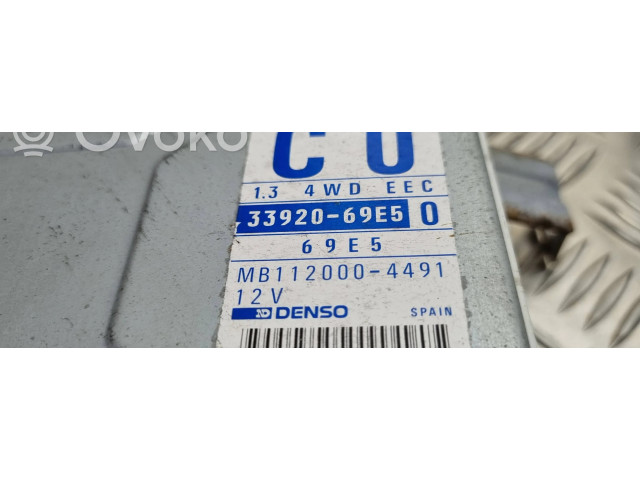 Ovoko
C U
1.3 4WD EEC
33920-69E5 0
69E5
MB112000-4491
12V
DENSO SPAIN